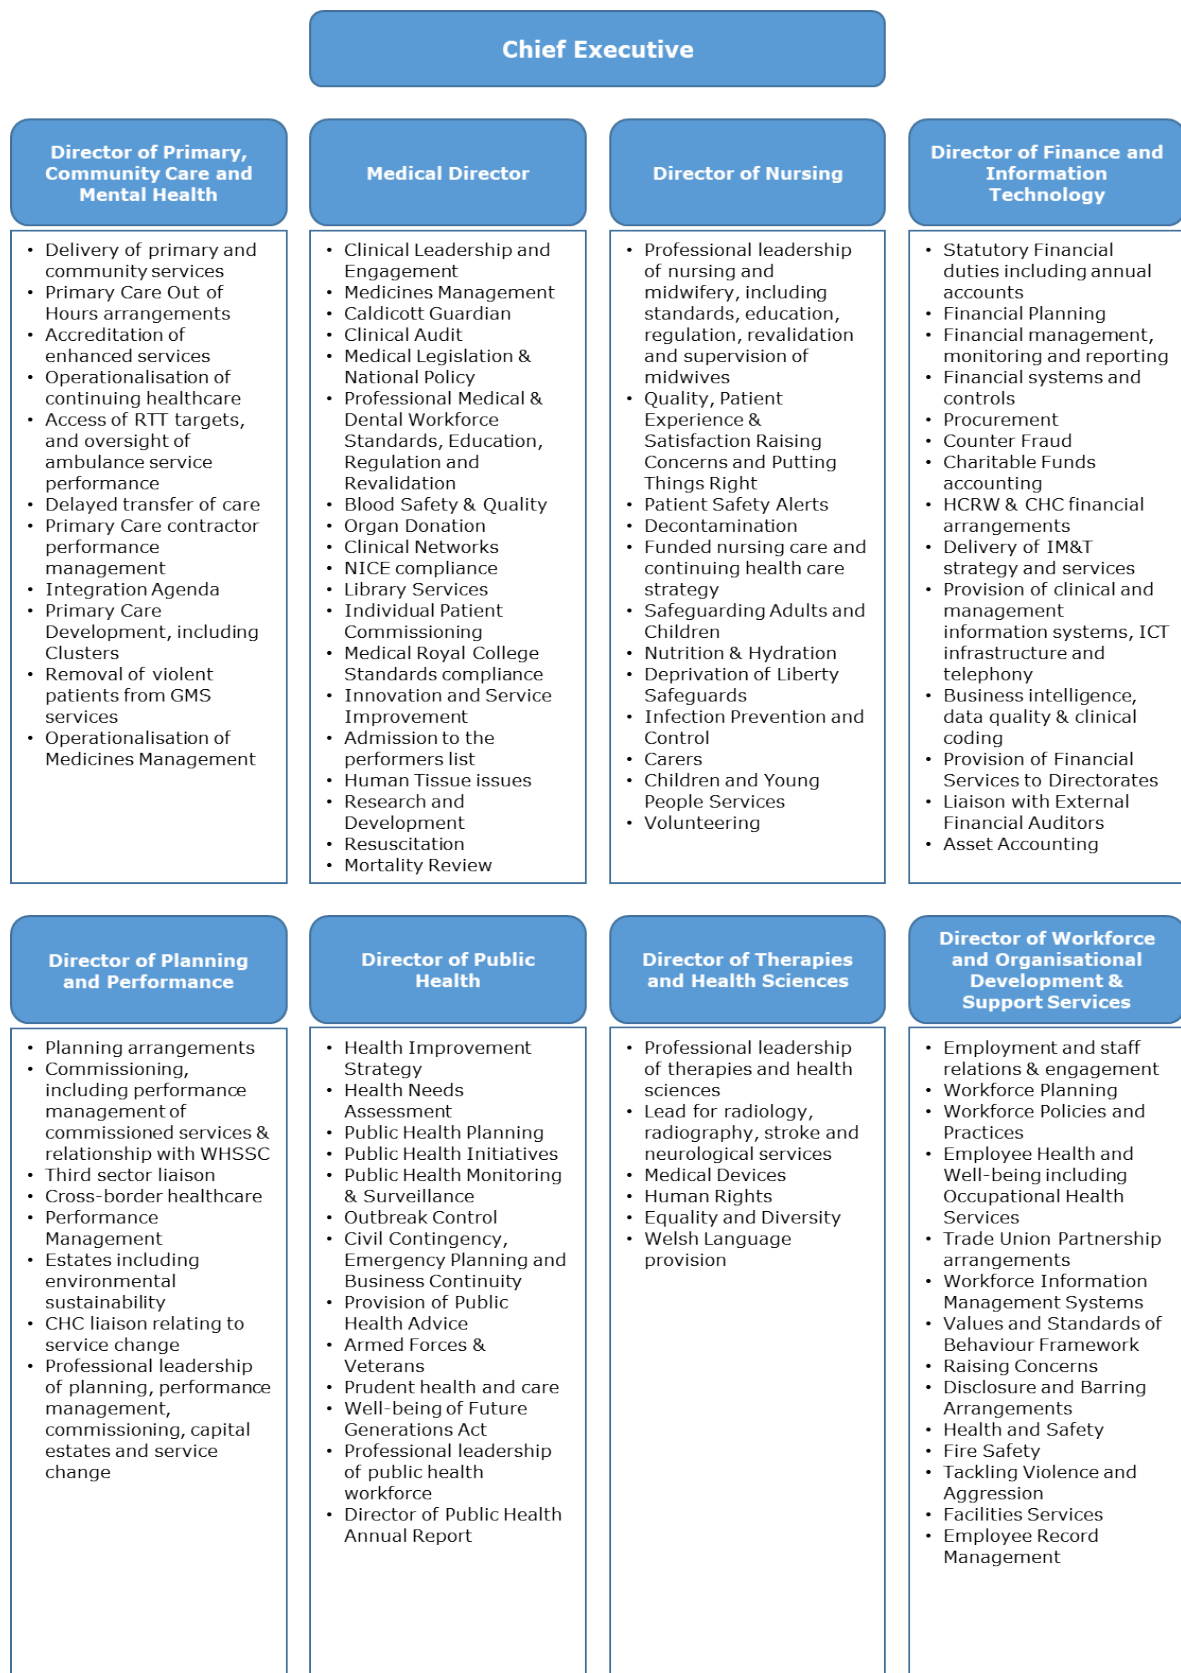 Chief Executive
Director of Primary,
Community Care and
Mental Health
• Delivery of primary and
community services
• Primary Care Out of
Hours arrangements
• Accreditation of
enhanced services
• Operationalisation of
continuing healthcare
• Access of RTT targets,
and oversight of
ambulance service
performance
• Delayed transfer of care
• Primary Care contractor
performance
management
• Integration Agenda
• Primary Care
Development, including
Clusters
• Removal of violent
patients from GMS
services
• Operationalisation of
Medicines Management
Medical Director
• Clinical Leadership and
Engagement
• Medicines Management
• Caldicott Guardian
• Clinical Audit
• Medical Legislation &
National Policy
• Professional Medical &
Dental Workforce
Standards, Education,
Regulation and
Revalidation
• Blood Safety & Quality
• Organ Donation
• Clinical Networks
• NICE compliance
• Library Services
• Individual Patient
Commissioning
• Medical Royal College
Standards compliance
• Innovation and Service
Improvement
• Admission to the
performers list
• Human Tissue issues
• Research and
Development
• Resuscitation
• Mortality Review
Director of Nursing
• Professional leadership
of nursing and
midwifery, including
standards, education,
regulation, revalidation
and supervision of
midwives
• Quality, Patient
Experience &
Satisfaction Raising
Concerns and Putting
Things Right
• Patient Safety Alerts
• Decontamination
• Funded nursing care and
continuing health care
strategy
• Safeguarding Adults and
Children
• Nutrition & Hydration
• Deprivation of Liberty
Safeguards
• Infection Prevention and
Control
• Carers
• Children and Young
People Services
• Volunteering
Director of Finance and
Information
Technology
• Statutory Financial
duties including annual
accounts
• Financial Planning
• Financial management,
monitoring and reporting
• Financial systems and
controls
• Procurement
• Counter Fraud
• Charitable Funds
accounting
• HCRW & CHC financial
arrangements
• Delivery of IM&T
strategy and services
• Provision of clinical and
management
information systems, ICT
infrastructure and
telephony
• Business intelligence,
data quality & clinical
coding
• Provision of Financial
Services to Directorates
• Liaison with External
Financial Auditors
• Asset Accounting
Director of Planning
and Performance
• Planning arrangements
• Commissioning,
including performance
management of
commissioned services &
relationship with WHSSC
• Third sector liaison
• Cross-border healthcare
• Performance
Management
• Estates including
environmental
sustainability
• CHC liaison relating to
service change
• Professional leadership
of planning, performance
management,
commissioning, capital
estates and service
change
Director of Public
Health
• Health Improvement
Strategy
• Health Needs
Assessment
• Public Health Planning
• Public Health Initiatives
• Public Health Monitoring
& Surveillance
• Outbreak Control
• Civil Contingency,
Emergency Planning and
Business Continuity
• Provision of Public
Health Advice
• Armed Forces &
Veterans
• Prudent health and care
• Well-being of Future
Generations Act
• Professional leadership
of public health
workforce
• Director of Public Health
Annual Report
Director of Therapies
and Health Sciences
• Professional leadership
of therapies and health
sciences
• Lead for radiology,
radiography, stroke and
neurological services
• Medical Devices
• Human Rights
• Equality and Diversity
• Welsh Language
provision
Director of Workforce
and Organisational
Development &
Support Services
• Employment and staff
relations & engagement
• Workforce Planning
• Workforce Policies and
Practices
• Employee Health and
Well-being including
Occupational Health
Services
• Trade Union Partnership
arrangements
• Workforce Information
Management Systems
• Values and Standards of
Behaviour Framework
• Raising Concerns
• Disclosure and Barring
Arrangements
• Health and Safety
• Fire Safety
• Tackling Violence and
Aggression
• Facilities Services
• Employee Record
Management